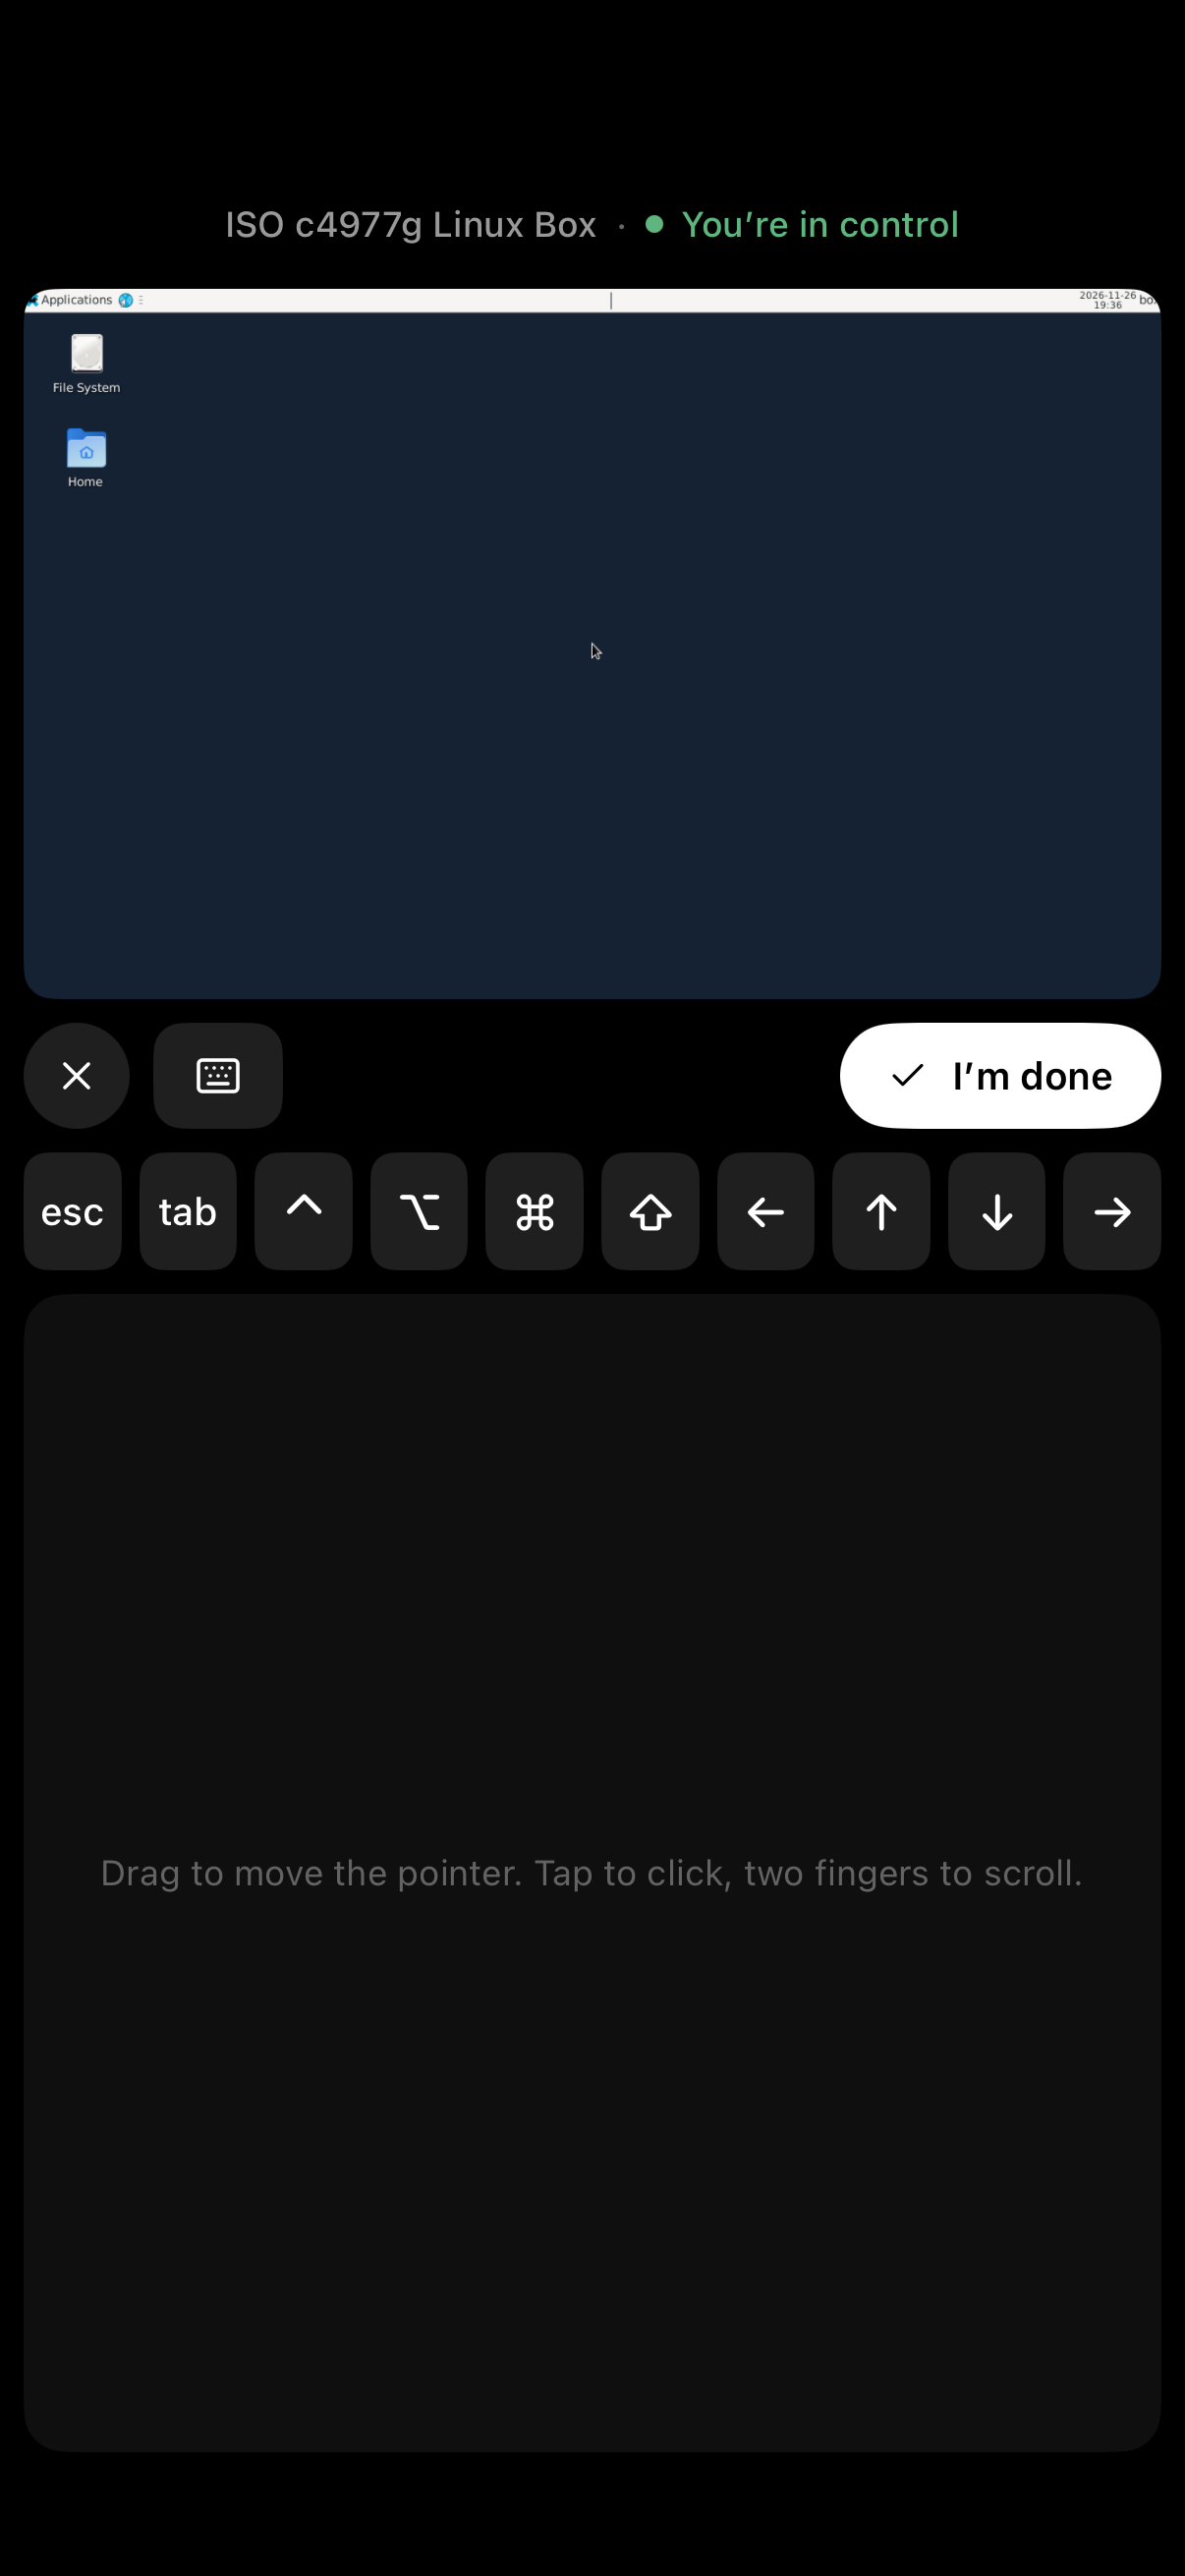 ISO c4977g Linux Box · You’re in control
Applications
2026-11-26
19:36
File System
Home
I’m done
esc tab
Drag to move the pointer. Tap to click, two fingers to scroll.